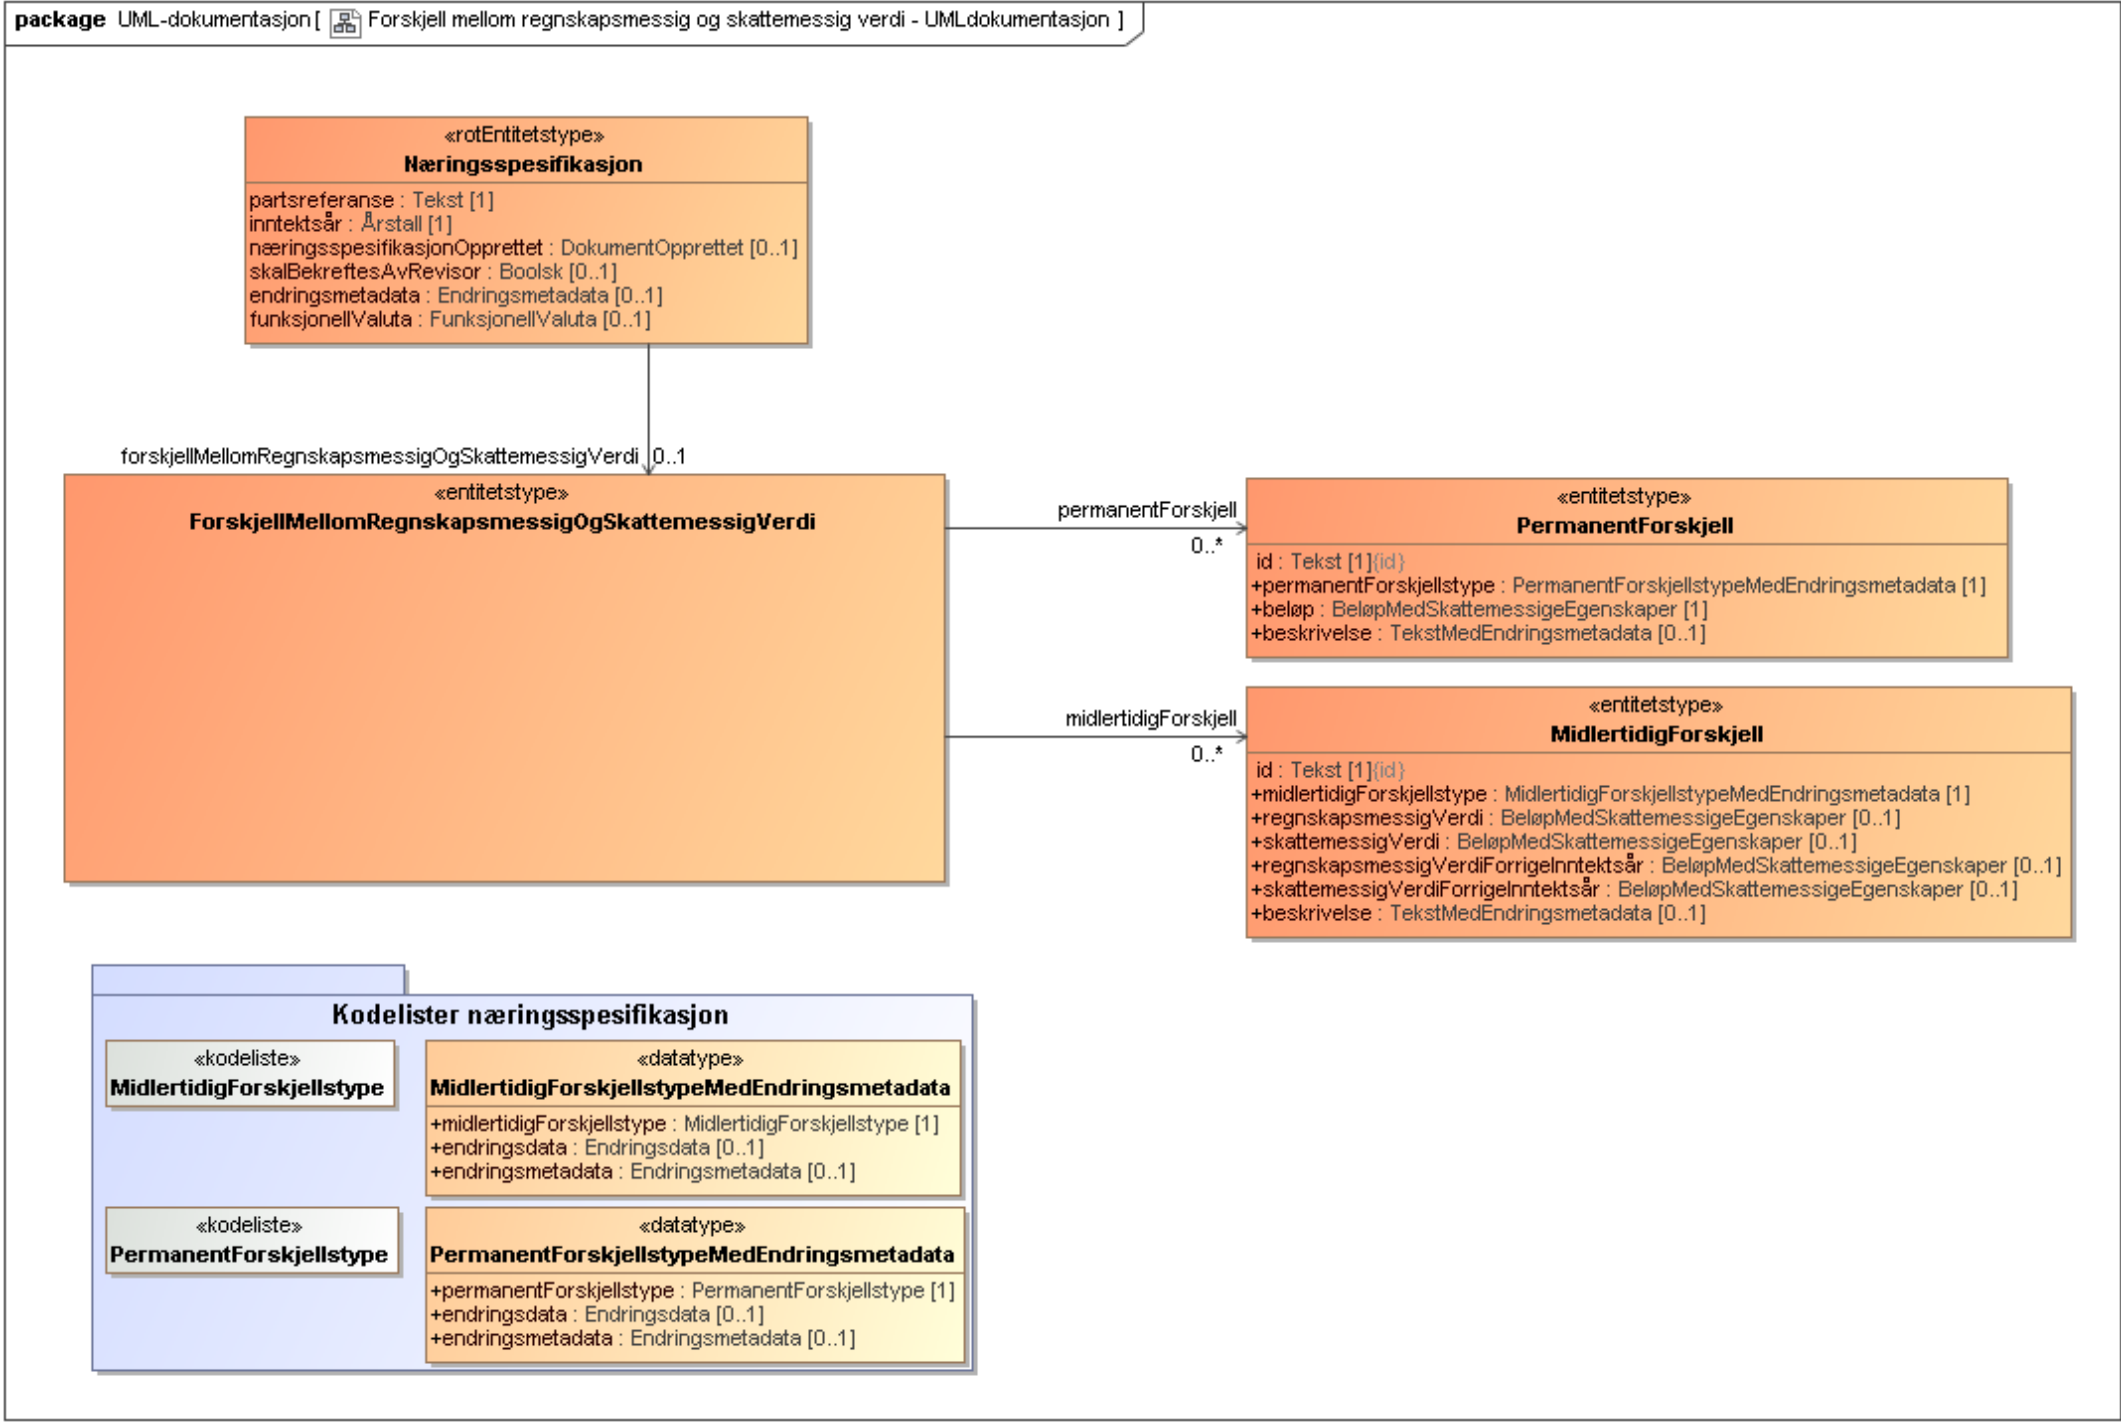 package UML-dokumentasjon[ Forskjell mellom regnskapsmessig og skattemessig verdi - UMLdokumentasjon ]
«rotEntitetstype»
Næringsspesifikasjon
partsreferanse : Tekst [1]
inntektsår : Årstall [1]
næringsspesifikasjonOpprettet : DokumentOpprettet [0..1]
skalBekreftesAvRevisor : Boolsk [0..1]
endringsmetadata : Endringsmetadata [0..1]
funksjonellValuta : FunksjonellValuta [0..1]
forskjellMellomRegnskapsmessigOgSkattemessigVerdi 0..1
«entitetstype»
ForskjellMellomRegnskapsmessigOgSkattemessigVerdi
permanentForskjell
0..*
«entitetstype»
PermanentForskjell
id : Tekst [1]{id}
+permanentForskjellstype : PermanentForskjellstypeMedEndringsmetadata [1]
+beløp : BeløpMedSkattemessigeEgenskaper [1]
+beskrivelse : TekstMedEndringsmetadata [0..1]
midlertidigForskjell
0..*
«entitetstype»
MidlertidigForskjell
id : Tekst [1]{id}
+midlertidigForskjellstype : MidlertidigForskjellstypeMedEndringsmetadata [1]
+regnskapsmessigVerdi : BeløpMedSkattemessigeEgenskaper [0..1]
+skattemessigVerdi : BeløpMedSkattemessigeEgenskaper [0..1]
+regnskapsmessigVerdiForrigeInntektsår : BeløpMedSkattemessigeEgenskaper [0..1]
+skattemessigVerdiForrigeInntektsår : BeløpMedSkattemessigeEgenskaper [0..1]
+beskrivelse : TekstMedEndringsmetadata [0..1]
Kodelister næringsspesifikasjon
«kodeliste»
MidlertidigForskjellstype
«datatype»
MidlertidigForskjellstypeMedEndringsmetadata
+midlertidigForskjellstype : MidlertidigForskjellstype [1]
+endringsdata : Endringsdata [0..1]
+endringsmetadata : Endringsmetadata [0..1]
«kodeliste»
PermanentForskjellstype
«datatype»
PermanentForskjellstypeMedEndringsmetadata
+permanentForskjellstype : PermanentForskjellstype [1]
+endringsdata : Endringsdata [0..1]
+endringsmetadata : Endringsmetadata [0..1]